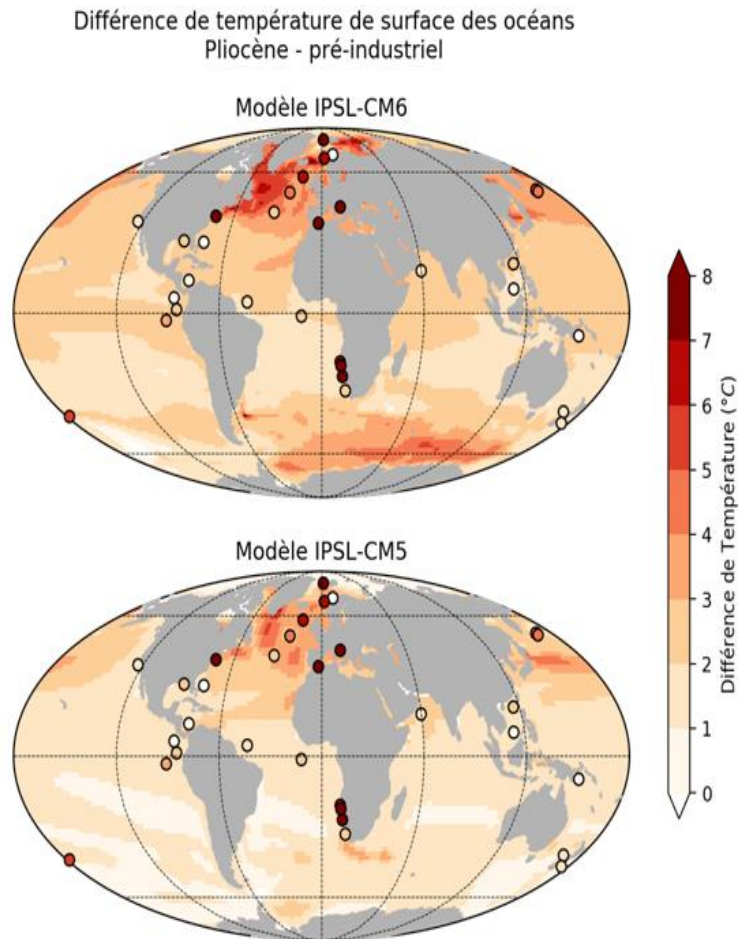 Différence de température de surface des océans
Pliocène - pré-industriel
Modèle IPSL-CM6
8
7
6
5
4
3
2
1
0
Différence de Température (°C)
Modèle IPSL-CM5